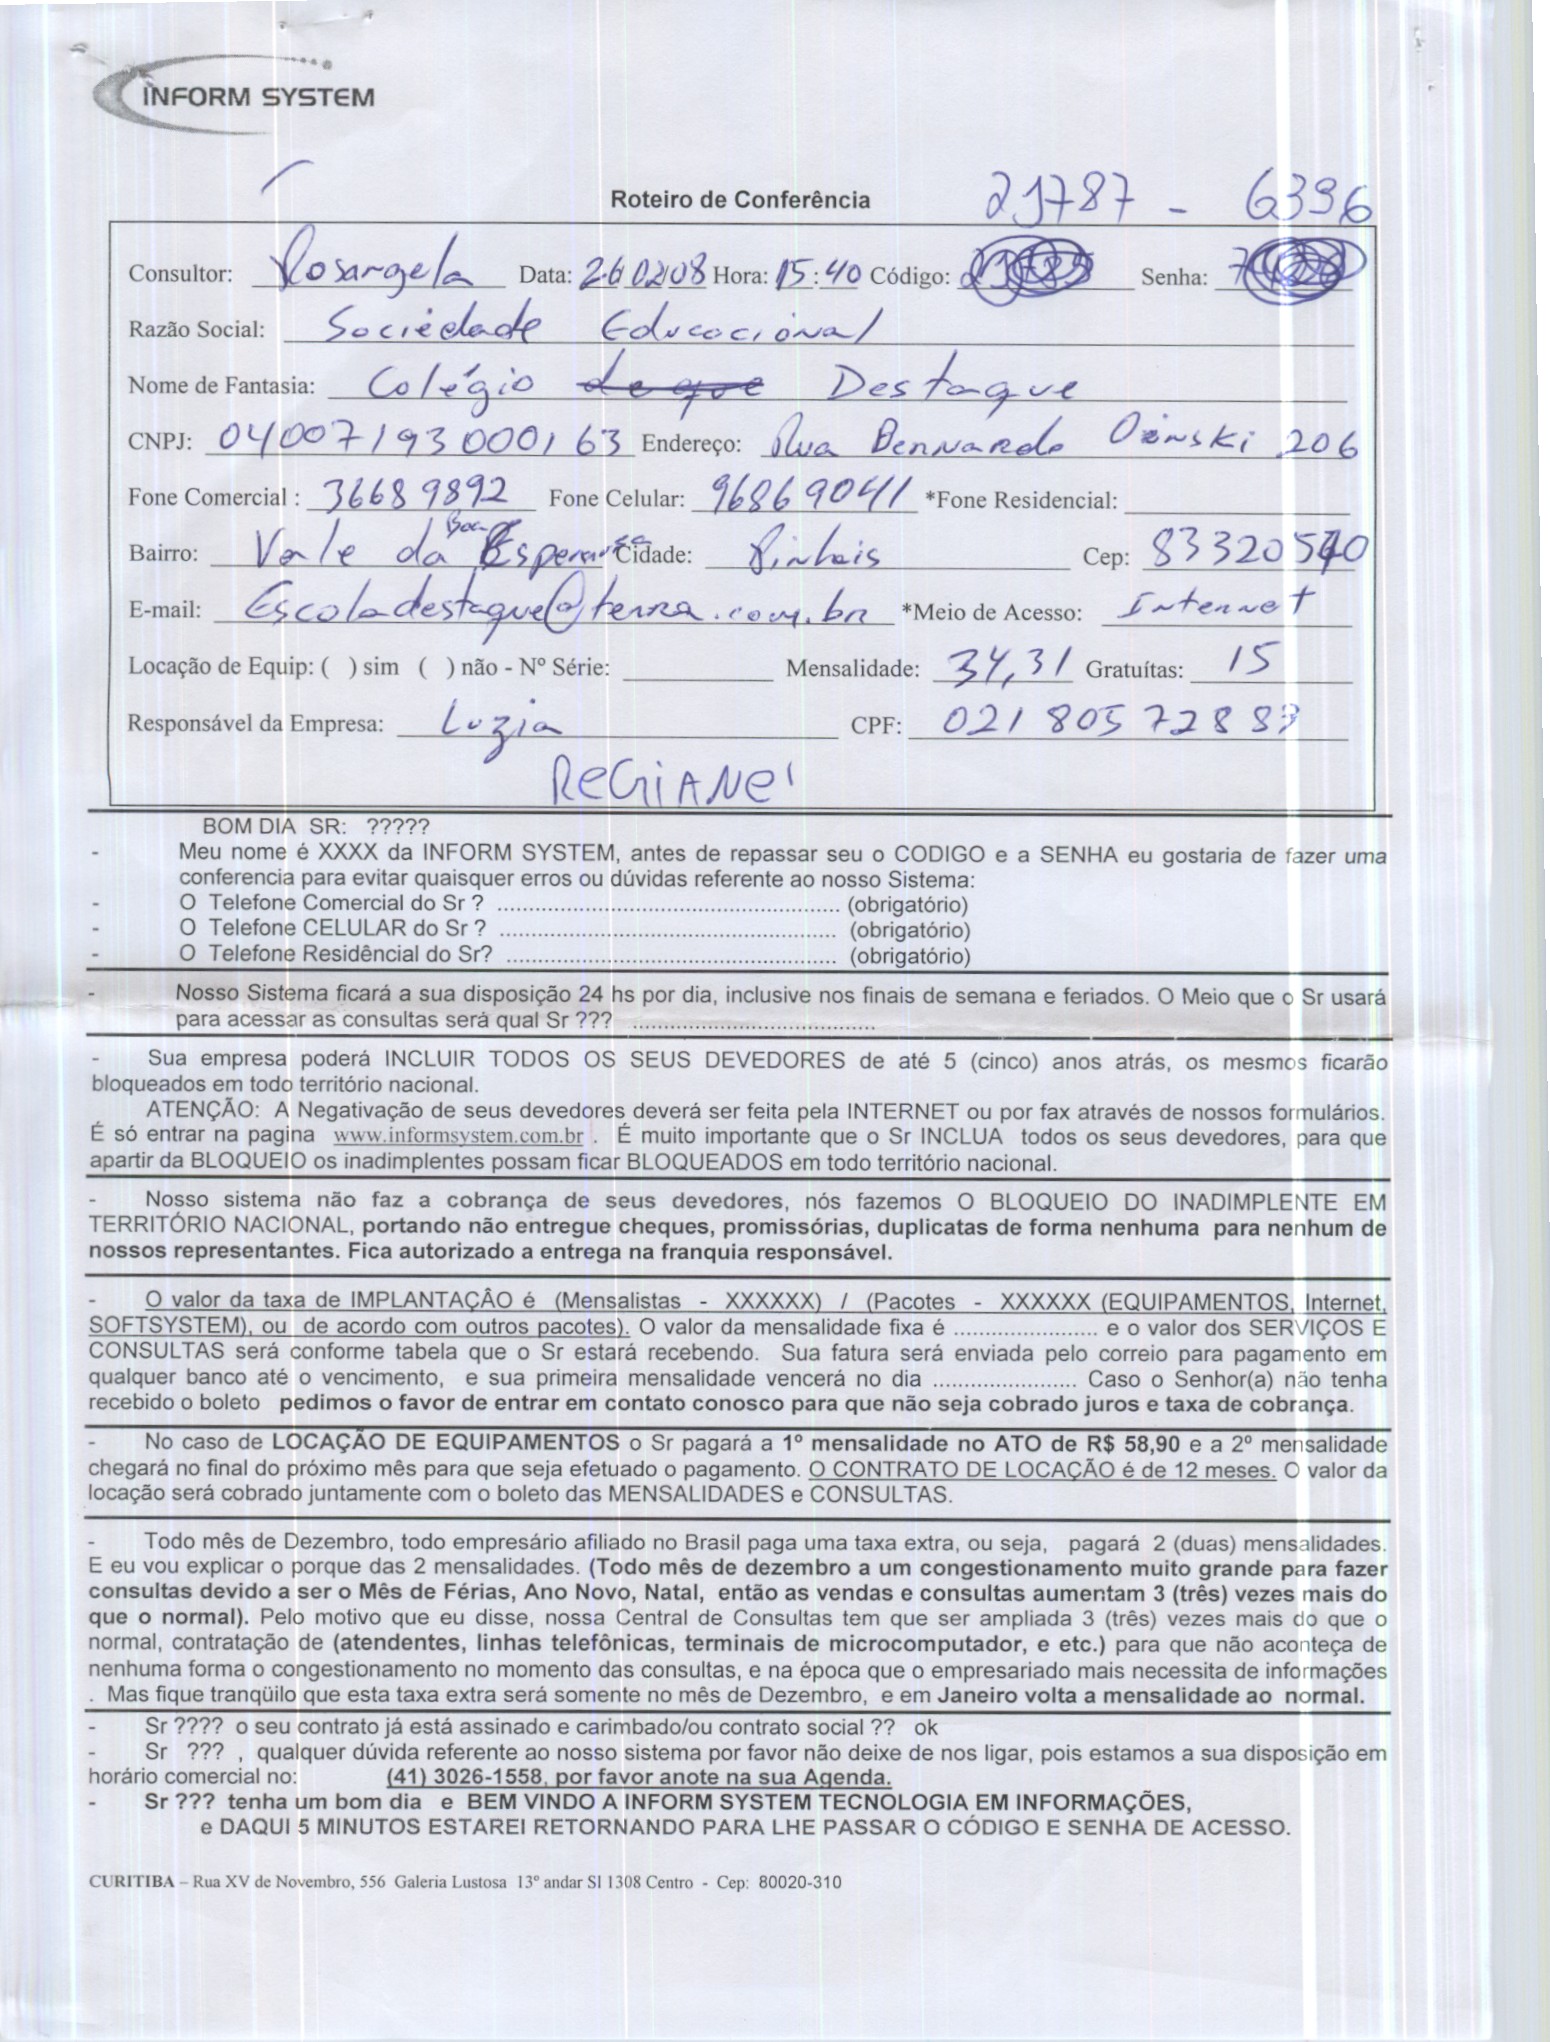 INFORM SYSTEM
Roteiro de Conferência 21787 - 6396
Consultor: Rosangela Data: 26/02/08 Hora: 15:40 Código: Senha:
Razão Social: Sociedade Educacional
Nome de Fantasia: Colégio Destaque
CNPJ: 04007193000163 Endereço: Rua Bernardo 206
Fone Comercial : 36689892 Fone Celular: 96869041 *Fone Residencial:
Bairro: Vale da Boa Esperança Cidade: Pinhais Cep: 83320
E-mail: Escoladestaque@terra.com.br *Meio de Acesso: Internet
Locação de Equip: ( ) sim ( ) não - Nº Série: Mensalidade: 34,31 Gratuítas: 15
Responsável da Empresa: Luzia CPF: 021 805 728 83
REGIANE
BOM DIA SR: ?????
- Meu nome é XXXX da INFORM SYSTEM, antes de repassar seu o CODIGO e a SENHA eu gostaria de fazer uma
conferencia para evitar quaisquer erros ou dúvidas referente ao nosso Sistema:
- O Telefone Comercial do Sr ? .................................................. (obrigatório)
- O Telefone CELULAR do Sr ? .................................................. (obrigatório)
- O Telefone Residêncial do Sr? ................................................. (obrigatório)
- Nosso Sistema ficará a sua disposição 24 hs por dia, inclusive nos finais de semana e feriados. O Meio que o Sr usará
para acessar as consultas será qual Sr ??? .....................................
- Sua empresa poderá INCLUIR TODOS OS SEUS DEVEDORES de até 5 (cinco) anos atrás, os mesmos ficarão
bloqueados em todo território nacional.
ATENÇÃO: A Negativação de seus devedores deverá ser feita pela INTERNET ou por fax através de nossos formulários.
É só entrar na pagina www.informsystem.com.br . É muito importante que o Sr INCLUA todos os seus devedores, para que
apartir da BLOQUEIO os inadimplentes possam ficar BLOQUEADOS em todo território nacional.
- Nosso sistema não faz a cobrança de seus devedores, nós fazemos O BLOQUEIO DO INADIMPLENTE EM
TERRITÓRIO NACIONAL, portando não entregue cheques, promissórias, duplicatas de forma nenhuma para nenhum de
nossos representantes. Fica autorizado a entrega na franquia responsável.
- O valor da taxa de IMPLANTAÇÂO é (Mensalistas - XXXXXX) / (Pacotes - XXXXXX (EQUIPAMENTOS, Internet,
SOFTSYSTEM), ou de acordo com outros pacotes). O valor da mensalidade fixa é ...................... e o valor dos SERVIÇOS E
CONSULTAS será conforme tabela que o Sr estará recebendo. Sua fatura será enviada pelo correio para pagamento em
qualquer banco até o vencimento, e sua primeira mensalidade vencerá no dia ...................... Caso o Senhor(a) não tenha
recebido o boleto pedimos o favor de entrar em contato conosco para que não seja cobrado juros e taxa de cobrança.
- No caso de LOCAÇÃO DE EQUIPAMENTOS o Sr pagará a 1º mensalidade no ATO de R$ 58,90 e a 2º mensalidade
chegará no final do próximo mês para que seja efetuado o pagamento. O CONTRATO DE LOCAÇÃO é de 12 meses. O valor da
locação será cobrado juntamente com o boleto das MENSALIDADES e CONSULTAS.
- Todo mês de Dezembro, todo empresário afiliado no Brasil paga uma taxa extra, ou seja, pagará 2 (duas) mensalidades.
E eu vou explicar o porque das 2 mensalidades. (Todo mês de dezembro a um congestionamento muito grande para fazer
consultas devido a ser o Mês de Férias, Ano Novo, Natal, então as vendas e consultas aumentam 3 (três) vezes mais do
que o normal). Pelo motivo que eu disse, nossa Central de Consultas tem que ser ampliada 3 (três) vezes mais do que o
normal, contratação de (atendentes, linhas telefônicas, terminais de microcomputador, e etc.) para que não aconteça de
nenhuma forma o congestionamento no momento das consultas, e na época que o empresariado mais necessita de informações
. Mas fique tranqüilo que esta taxa extra será somente no mês de Dezembro, e em Janeiro volta a mensalidade ao normal.
- Sr ???? o seu contrato já está assinado e carimbado/ou contrato social ?? ok
- Sr ??? , qualquer dúvida referente ao nosso sistema por favor não deixe de nos ligar, pois estamos a sua disposição em
horário comercial no: (41) 3026-1558, por favor anote na sua Agenda.
- Sr ??? tenha um bom dia e BEM VINDO A INFORM SYSTEM TECNOLOGIA EM INFORMAÇÕES,
e DAQUI 5 MINUTOS ESTAREI RETORNANDO PARA LHE PASSAR O CÓDIGO E SENHA DE ACESSO.
CURITIBA – Rua XV de Novembro, 556 Galeria Lustosa 13º andar Sl 1308 Centro - Cep: 80020-310